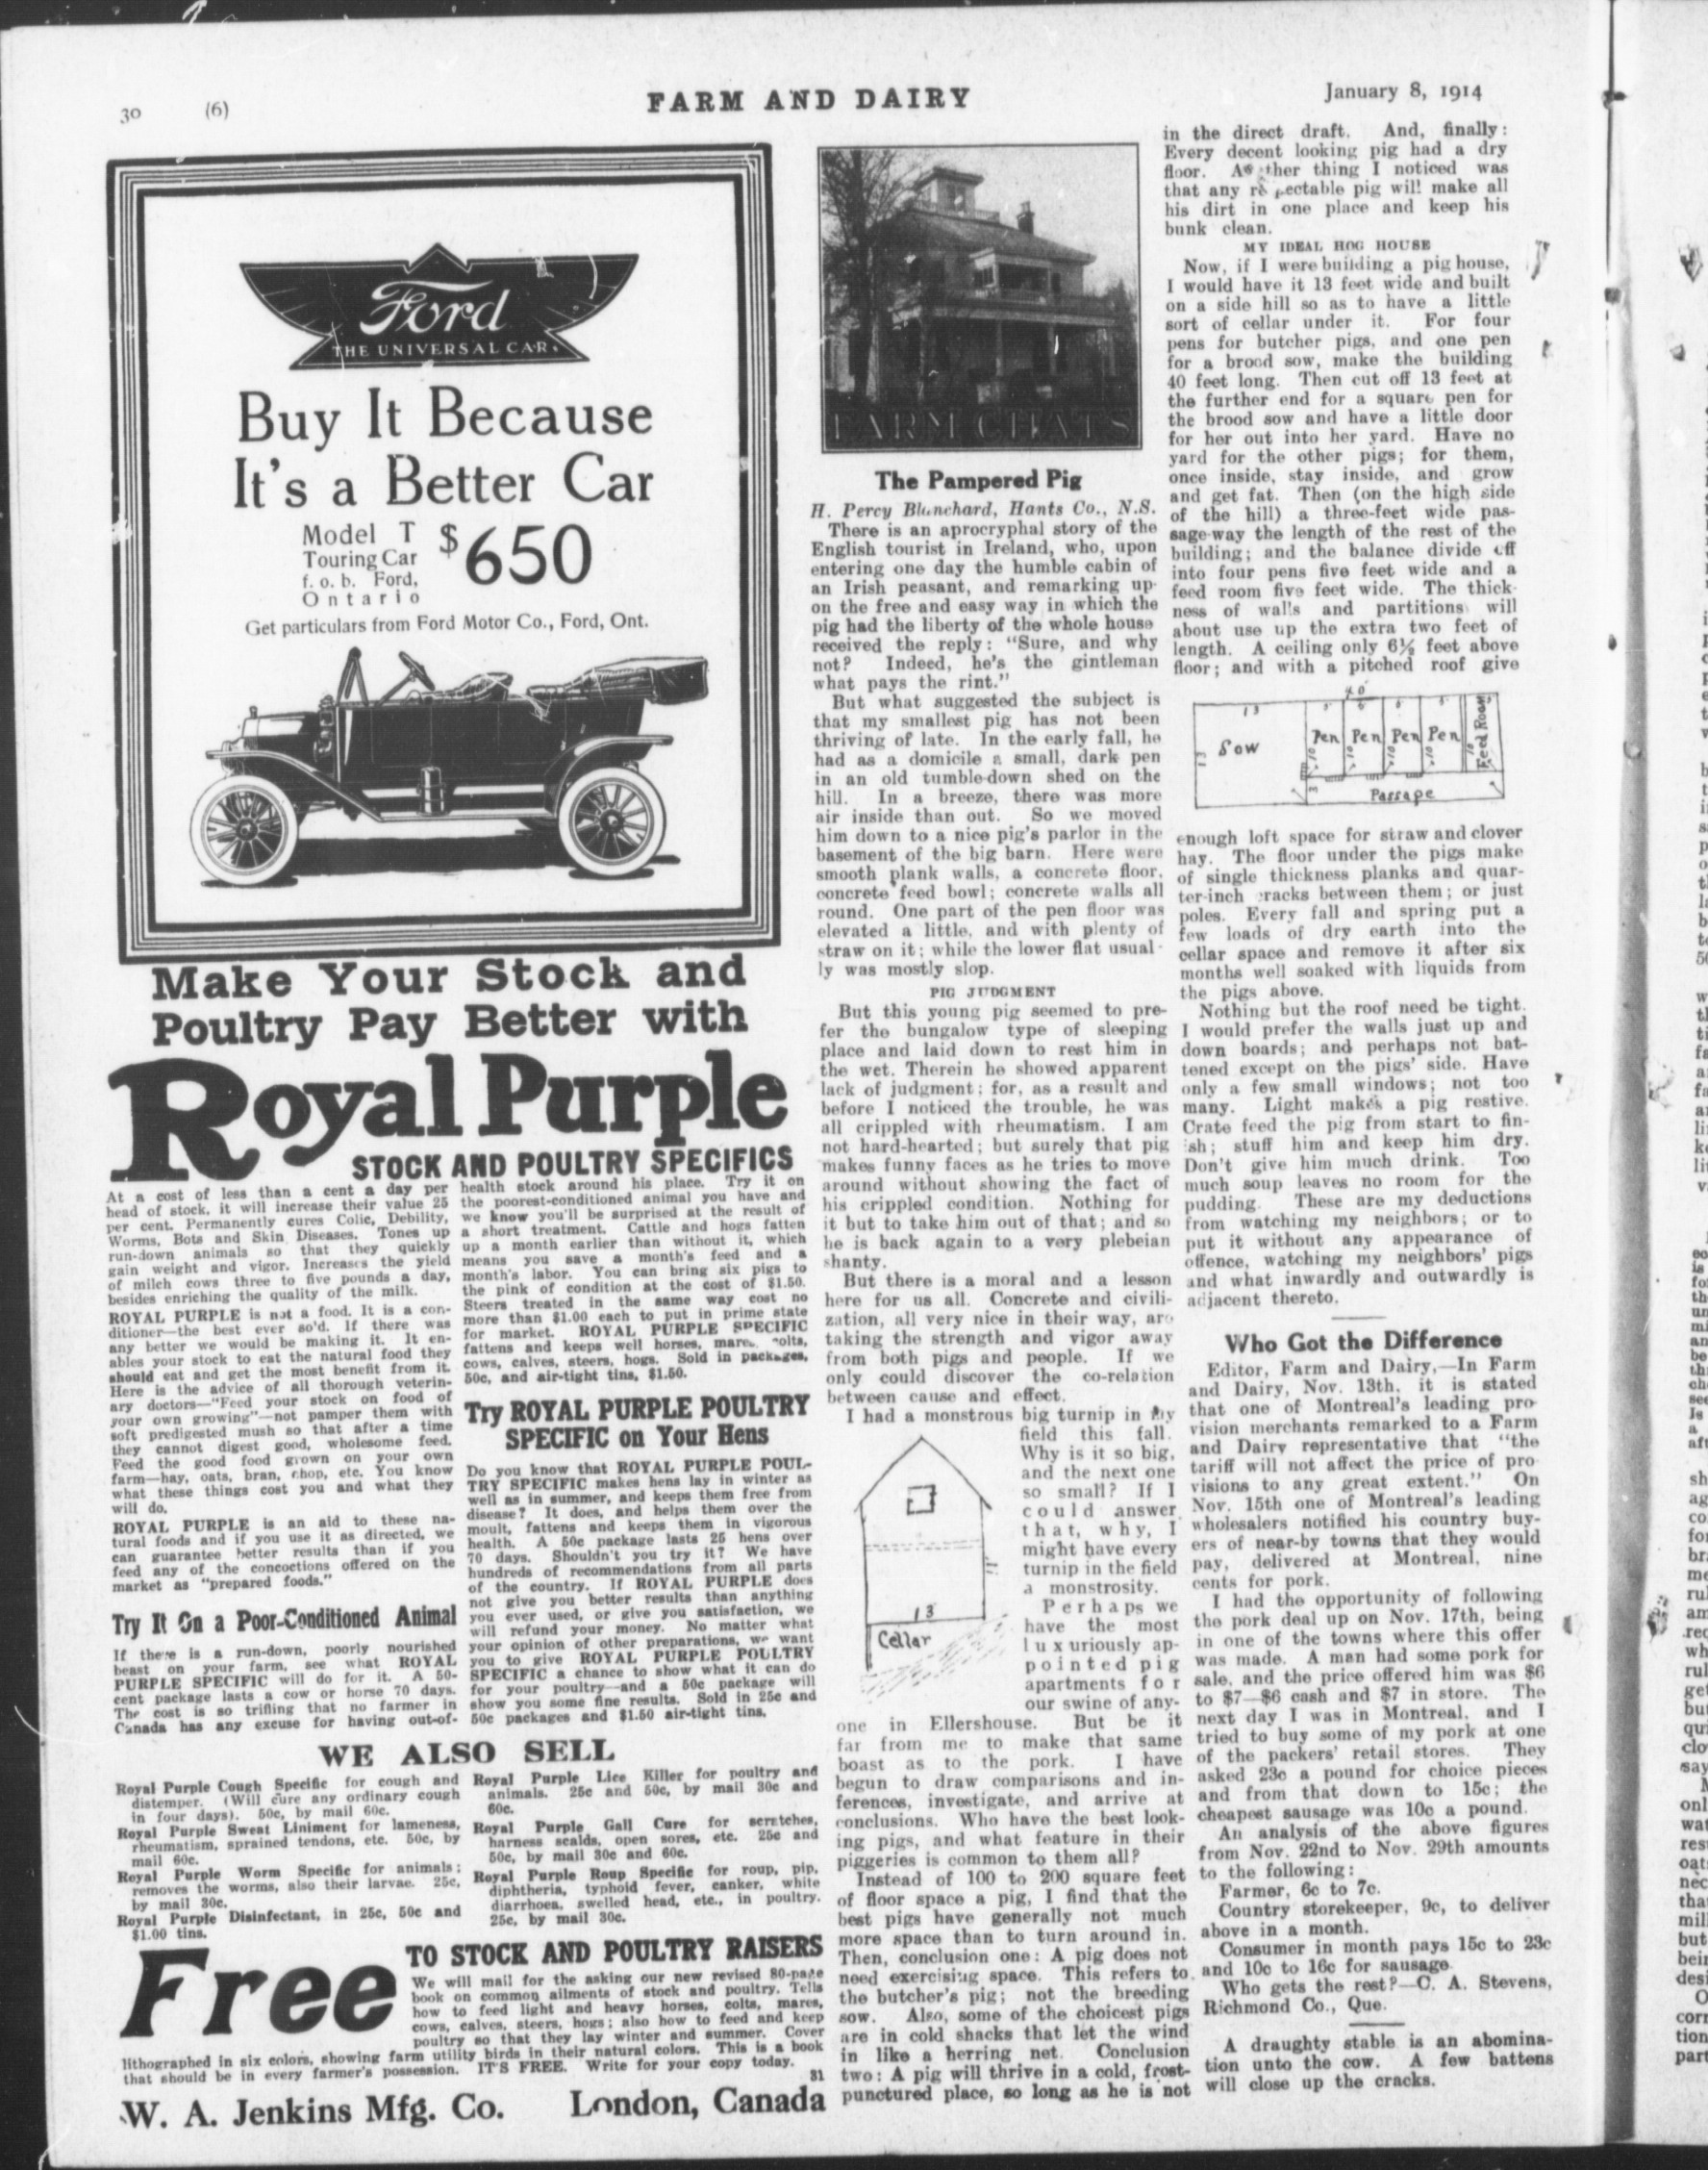 30 (6)
FARM AND DAIRY
January 8, 1914
Ford
THE UNIVERSAL CAR
Buy It Because
It's a Better Car
Model T
Touring Car
f. o. b. Ford,
Ontario
$650
Get particulars from Ford Motor Co., Ford, Ont.
Make Your Stock and
Poultry Pay Better with
Royal Purple
STOCK AND POULTRY SPECIFICS
At a cost of less than a cent a day per
head of stock, it will increase their value 25
per cent. Permanently cures Colic, Debility,
Worms, Bots and Skin Diseases. Tones up
run-down animals so that they quickly
gain weight and vigor. Increases the yield
of milch cows three to five pounds a day,
besides enriching the quality of the milk.
ROYAL PURPLE is not a food. It is a con-
ditioner—the best ever so'd. If there was
any better we would be making it. It en-
ables your stock to eat the natural food they
should eat and get the most benefit from it.
Here is the advice of all thorough veterin-
ary doctors—"Feed your stock on food of
your own growing"—not pamper them with
soft predigested mush so that after a time
they cannot digest good, wholesome feed.
Feed the good food grown on your own
farm—hay, oats, bran, chop, etc. You know
what these things cost you and what they
will do.
ROYAL PURPLE is an aid to these na-
tural foods and if you use it as directed, we
can guarantee better results than if you
feed any of the concoctions offered on the
market as "prepared foods."
Try It On a Poor-Conditioned Animal
If there is a run-down, poorly nourished
beast on your farm, see what ROYAL
PURPLE SPECIFIC will do for it. A 50-
cent package lasts a cow or horse 70 days.
The cost is so trifling that no farmer in
Canada has any excuse for having out-of-
health stock around his place. Try it on
the poorest-conditioned animal you have and
we know you'll be surprised at the result of
a short treatment. Cattle and hogs fatten
up a month earlier than without it, which
means you save a month's feed and a
month's labor. You can bring six pigs to
the pink of condition at the cost of $1.50.
Steers treated in the same way cost no
more than $1.00 each to put in prime state
for market. ROYAL PURPLE SPECIFIC
fattens and keeps well horses, mares, colts,
cows, calves, steers, hogs. Sold in packages,
50c, and air-tight tins, $1.50.
Try ROYAL PURPLE POULTRY
SPECIFIC on Your Hens
Do you know that ROYAL PURPLE POUL-
TRY SPECIFIC makes hens lay in winter as
well as in summer, and keeps them free from
disease? It does, and helps them over the
moult, fattens and keeps them in vigorous
health. A 50c package lasts 25 hens over
70 days. Shouldn't you try it? We have
hundreds of recommendations from all parts
of the country. If ROYAL PURPLE does
not give you better results than anything
you ever used, or give you satisfaction, we
will refund your money. No matter what
your opinion of other preparations, we want
you to give ROYAL PURPLE POULTRY
SPECIFIC a chance to show what it can do
for your poultry—and a 50c package will
show you some fine results. Sold in 25c and
50c packages and $1.50 air-tight tins.
WE ALSO SELL
Royal Purple Cough Specific for cough and
distemper. (Will cure any ordinary cough
in four days). 50c, by mail 60c.
Royal Purple Sweat Liniment for lameness,
rheumatism, sprained tendons, etc. 50c, by
mail 60c.
Royal Purple Worm Specific for animals;
removes the worms, also their larvae. 25c,
by mail 30c.
Royal Purple Disinfectant, in 25c, 50c and
$1.00 tins.
Royal Purple Lice Killer for poultry and
animals. 25c and 50c, by mail 30c and
60c.
Royal Purple Gall Cure for scratches,
harness scalds, open sores, etc. 25c and
50c, by mail 30c and 60c.
Royal Purple Roup Specific for roup, pip,
diphtheria, typhoid fever, canker, white
diarrhoea, swelled head, etc., in poultry.
25c, by mail 30c.
Free
TO STOCK AND POULTRY RAISERS
We will mail for the asking our new revised 80-page
book on common ailments of stock and poultry. Tells
how to feed light and heavy horses, colts, mares,
cows, calves, steers, hogs; also how to feed and keep
poultry so that they lay winter and summer. Cover
lithographed in six colors, showing farm utility birds in their natural colors. This is a book
that should be in every farmer's possession. IT'S FREE. Write for your copy today.
31
W. A. Jenkins Mfg. Co. London, Canada
FARM CHATS
The Pampered Pig
H. Percy Blanchard, Hants Co., N.S.
There is an aprocryphal story of the
English tourist in Ireland, who, upon
entering one day the humble cabin of
an Irish peasant, and remarking up-
on the free and easy way in which the
pig had the liberty of the whole house
received the reply: "Sure, and why
not? Indeed, he's the gintleman
what pays the rint."
But what suggested the subject is
that my smallest pig has not been
thriving of late. In the early fall, he
had as a domicile a small, dark pen
in an old tumble-down shed on the
hill. In a breeze, there was more
air inside than out. So we moved
him down to a nice pig's parlor in the
basement of the big barn. Here were
smooth plank walls, a concrete floor,
concrete feed bowl; concrete walls all
round. One part of the pen floor was
elevated a little, and with plenty of
straw on it; while the lower flat usual-
ly was mostly slop.
PIG JUDGMENT
But this young pig seemed to pre-
fer the bungalow type of sleeping
place and laid down to rest him in
the wet. Therein he showed apparent
lack of judgment; for, as a result and
before I noticed the trouble, he was
all crippled with rheumatism. I am
not hard-hearted; but surely that pig
makes funny faces as he tries to move
around without showing the fact of
his crippled condition. Nothing for
it but to take him out of that; and so
he is back again to a very plebeian
shanty.
But there is a moral and a lesson
here for us all. Concrete and civili-
zation, all very nice in their way, are
taking the strength and vigor away
from both pigs and people. If we
only could discover the co-relation
between cause and effect.
I had a monstrous big turnip in my
field this fall.
Why is it so big,
and the next one
so small? If I
could answer
that, why, I
might have every
turnip in the field
a monstrosity.
Perhaps we
have the most
luxuriously ap-
pointed pig
apartments for
our swine of any-
13
Cellar
one in Ellershouse. But be it
far from me to make that same
boast as to the pork. I have
begun to draw comparisons and in-
ferences, investigate, and arrive at
conclusions. Who have the best look-
ing pigs, and what feature in their
piggeries is common to them all?
Instead of 100 to 200 square feet
of floor space a pig, I find that the
best pigs have generally not much
more space than to turn around in.
Then, conclusion one: A pig does not
need exercising space. This refers to
the butcher's pig; not the breeding
sow. Also, some of the choicest pigs
are in cold shacks that let the wind
in like a herring net. Conclusion
two: A pig will thrive in a cold, frost-
punctured place, so long as he is not
in the direct draft. And, finally:
Every decent looking pig had a dry
floor. thing I noticed was
that any pig will make all
his dirt in one place and keep his
bunk clean.
MY IDEAL HOG HOUSE
Now, if I were building a pig house,
I would have it 13 feet wide and built
on a side hill so as to have a little
sort of cellar under it. For four
pens for butcher pigs, and one pen
for a brood sow, make the building
40 feet long. Then cut off 13 feet at
the further end for a square pen for
the brood sow and have a little door
for her out into her yard. Have no
yard for the other pigs; for them,
once inside, stay inside, and grow
and get fat. Then (on the high side
of the hill) a three-feet wide pas-
sage-way the length of the rest of the
building; and the balance divide off
into four pens five feet wide and a
feed room five feet wide. The thick-
ness of walls and partitions will
about use up the extra two feet of
length. A ceiling only 6½ feet above
floor; and with a pitched roof give
40
13 5 5 5 5
13 Sow Pen Pen Pen Pen Feed Room
10 10 10 10 10
3 Passage
enough loft space for straw and clover
hay. The floor under the pigs make
of single thickness planks and quar-
ter-inch cracks between them; or just
poles. Every fall and spring put a
few loads of dry earth into the
cellar space and remove it after six
months well soaked with liquids from
the pigs above.
Nothing but the roof need be tight.
I would prefer the walls just up and
down boards; and perhaps not bat-
tened except on the pigs' side. Have
only a few small windows; not too
many. Light makes a pig restive.
Crate feed the pig from start to fin-
ish; stuff him and keep him dry.
Don't give him much drink. Too
much soup leaves no room for the
pudding. These are my deductions
from watching my neighbors; or to
put it without any appearance of
offence, watching my neighbors' pigs
and what inwardly and outwardly is
adjacent thereto.
Who Got the Difference
Editor, Farm and Dairy,—In Farm
and Dairy, Nov. 13th, it is stated
that one of Montreal's leading pro-
vision merchants remarked to a Farm
and Dairy representative that "the
tariff will not affect the price of pro-
visions to any great extent." On
Nov. 15th one of Montreal's leading
wholesalers notified his country buy-
ers of near-by towns that they would
pay, delivered at Montreal, nine
cents for pork.
I had the opportunity of following
the pork deal up on Nov. 17th, being
in one of the towns where this offer
was made. A man had some pork for
sale, and the price offered him was $6
to $7—$6 cash and $7 in store. The
next day I was in Montreal, and I
tried to buy some of my pork at one
of the packers' retail stores. They
asked 23c a pound for choice pieces
and from that down to 15c; the
cheapest sausage was 10c a pound.
An analysis of the above figures
from Nov. 22nd to Nov. 29th amounts
to the following:
Farmer, 6c to 7c.
Country storekeeper, 9c, to deliver
above in a month.
Consumer in month pays 15c to 23c
and 10c to 16c for sausage.
Who gets the rest?—C. A. Stevens,
Richmond Co., Que.
A draughty stable is an abomina-
tion unto the cow. A few battens
will close up the cracks.